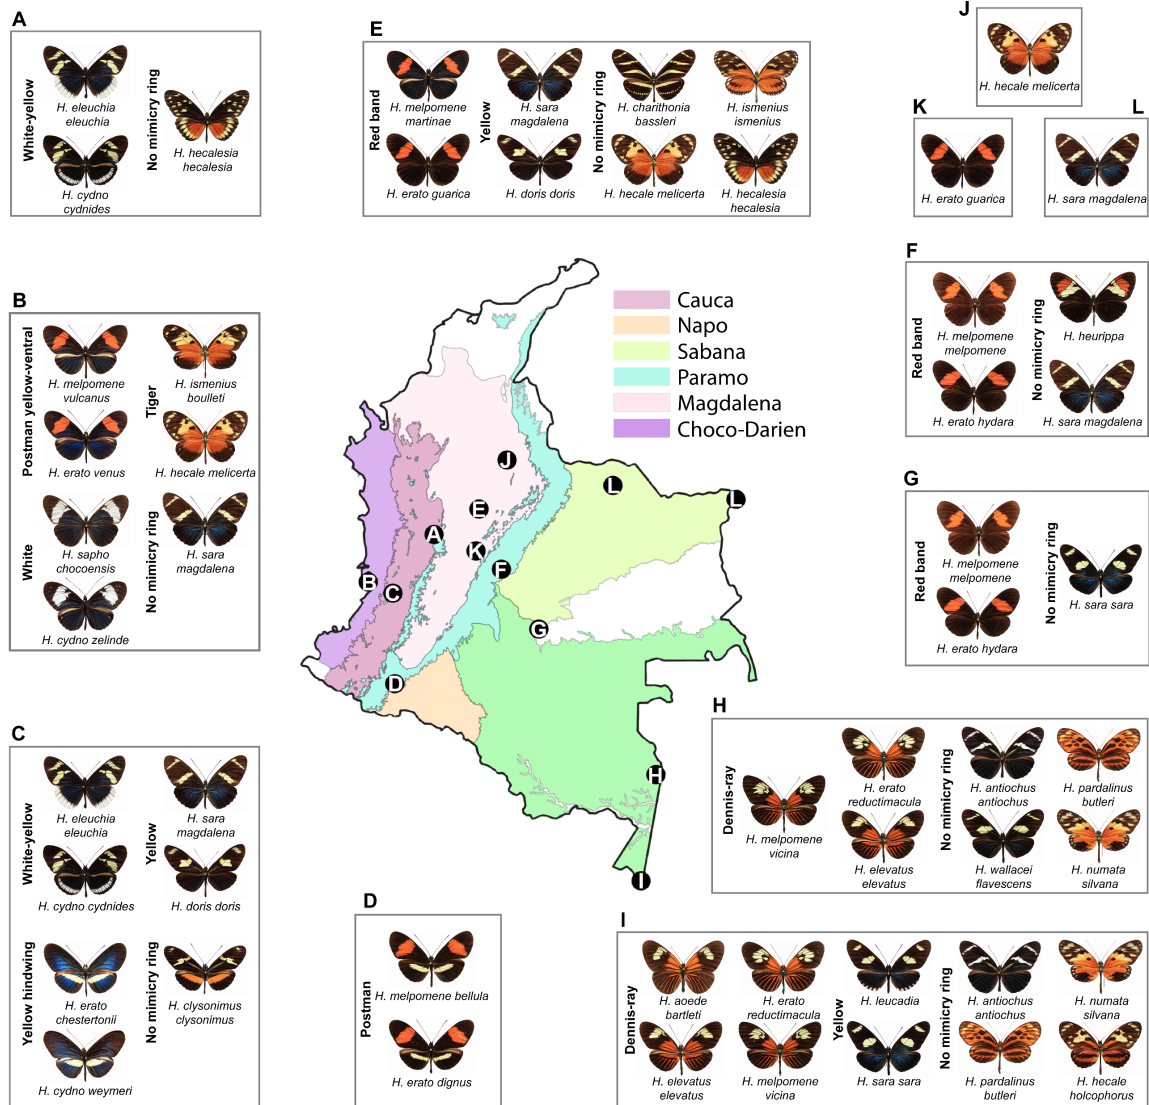 A
White-yellow
H. eleuchia
eleuchia
H. cydno
cydnides
No mimicry ring
H. hecalesia
hecalesia
E
Red band
H. melpomene
martinae
H. erato guarica
Yellow
H. sara
magdalena
H. doris doris
No mimicry ring
H. charithonia
bassleri
H. ismenius
ismenius
H. hecale melicerta
H. hecalesia
hecalesia
J
H. hecale melicerta
K
H. erato guarica
L
H. sara magdalena
F
Red band
H. melpomene
melpomene
H. erato hydara
No mimicry ring
H. heurippa
H. sara magdalena
B
Postman yellow-ventral
H. melpomene
vulcanus
H. erato venus
Tiger
H. ismenius
boulleti
H. hecale melicerta
White
H. sapho
chocoensis
H. cydno zelinde
No mimicry ring
H. sara
magdalena
Cauca
Napo
Sabana
Paramo
Magdalena
Choco-Darien
J
L
L
E
A
K
F
B
C
G
D
H
I
G
Red band
H. melpomene
melpomene
H. erato hydara
No mimicry ring
H. sara sara
C
White-yellow
H. eleuchia
eleuchia
H. cydno cydnides
Yellow
H. sara
magdalena
H. doris doris
Yellow hindwing
H. erato
chestertonii
H. cydno weymeri
No mimicry ring
H. clysonimus
clysonimus
D
Postman
H. melpomene bellula
H. erato dignus
H
Dennis-ray
H. melpomene
vicina
H. erato
reductimacula
H. elevatus
elevatus
No mimicry ring
H. antiochus
antiochus
H. pardalinus
butleri
H. wallacei
flavescens
H. numata
silvana
I
Dennis-ray
H. aoede
bartleti
H. erato
reductimacula
H. elevatus
elevatus
H. melpomene
vicina
Yellow
H. leucadia
H. sara sara
No mimicry ring
H. antiochus
antiochus
H. numata
silvana
H. pardalinus
butleri
H. hecale
holcophorus